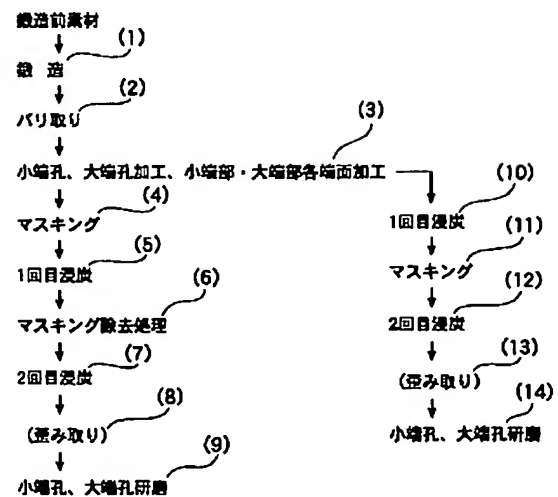 鍛造前素材
(1)
鍛 造
(2)
バリ取り
(3)
小端孔、大端孔加工、小端部・大端部各端面加工
(4)
マスキング
(5)
1回目浸炭
(6)
マスキング除去処理
(7)
2回目浸炭
(8)
(歪み取り)
(9)
小端孔、大端孔研磨
(10)
1回目浸炭
(11)
マスキング
(12)
2回目浸炭
(13)
(歪み取り)
(14)
小端孔、大端孔研磨